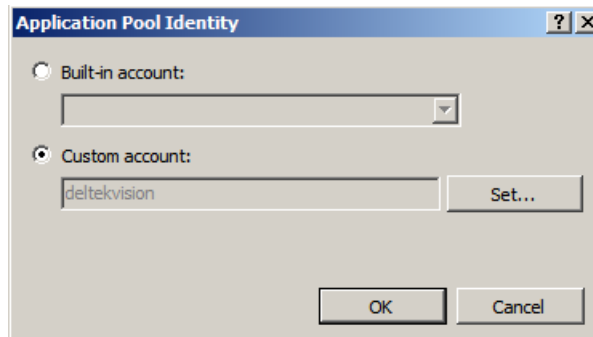 Application Pool Identity
Built-in account:
Custom account:
deltekvision
Set...
OK
Cancel